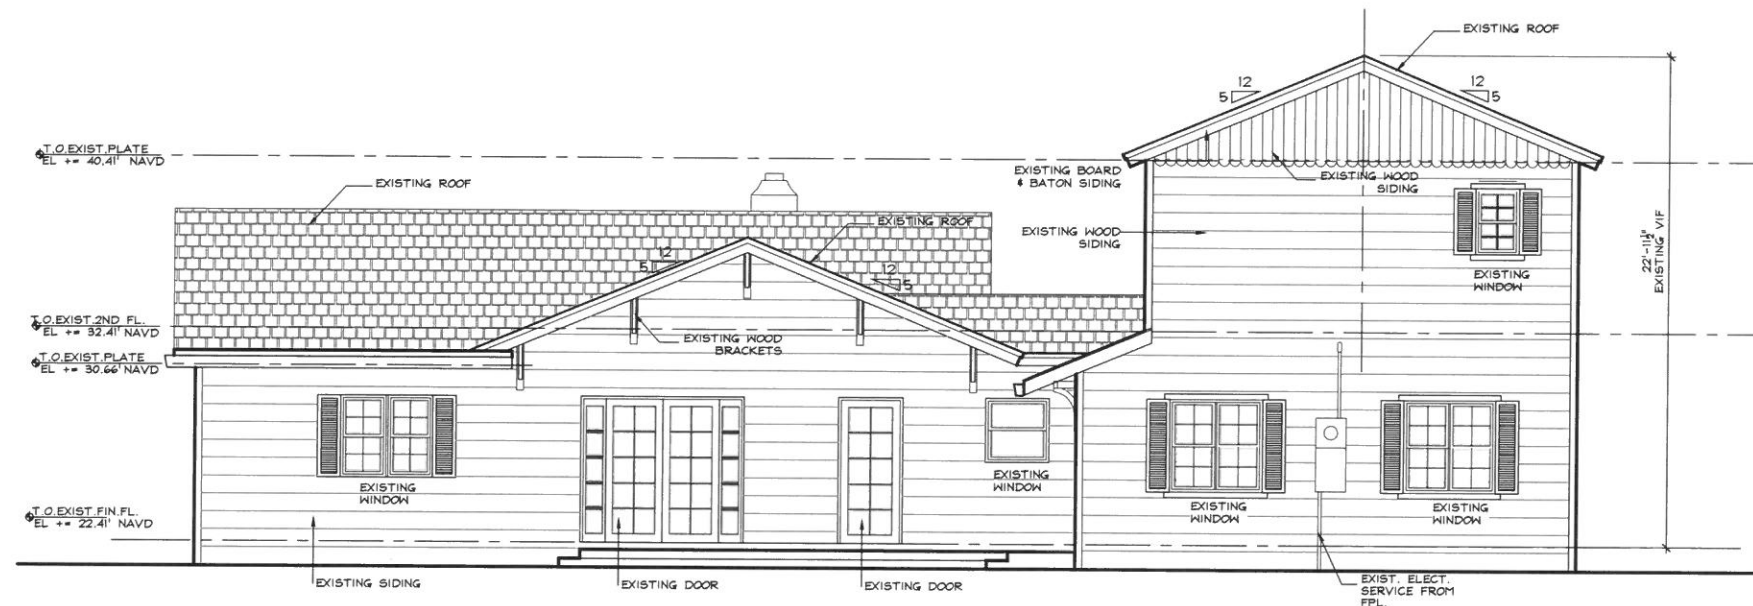 EXISTING ROOF
12
5
12
5
T.O.EXIST.PLATE
EL += 40.41' NAVD
EXISTING ROOF
EXISTING BOARD
& BATON SIDING
EXISTING WOOD
SIDING
EXISTING ROOF
EXISTING WOOD
SIDING
22'-11½"
EXISTING VIF
EXISTING
WINDOW
12
5
12
5
T.O.EXIST.2ND FL.
EL += 32.41' NAVD
EXISTING WOOD
BRACKETS
T.O.EXIST.PLATE
EL += 30.66' NAVD
EXISTING
WINDOW
EXISTING
WINDOW
EXISTING
WINDOW
EXISTING
WINDOW
T.O.EXIST.FIN.FL.
EL += 22.41' NAVD
EXISTING SIDING
EXISTING DOOR
EXISTING DOOR
EXIST. ELECT.
SERVICE FROM
FPL.